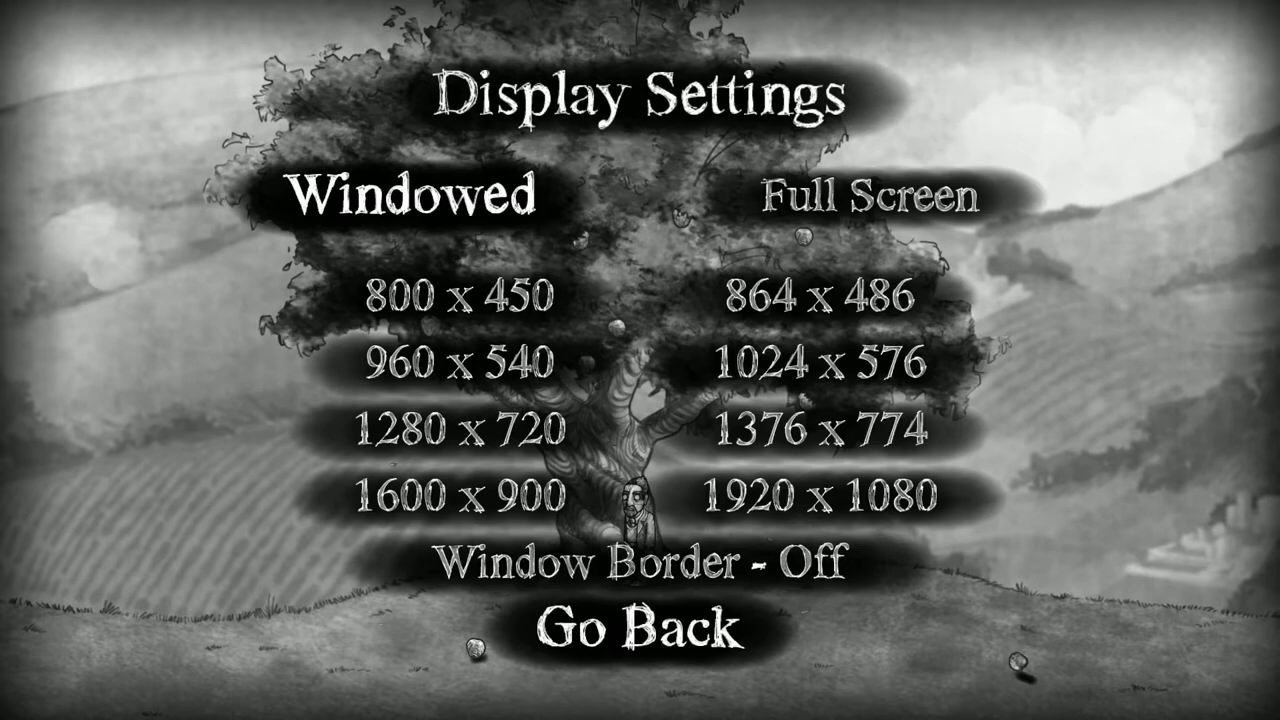 Display Settings
Windowed Full Screen
800 x 450 864 x 486
960 x 540 1024 x 576
1280 x 720 1376 x 774
1600 x 900 1920 x 1080
Window Border - Off
Go Back